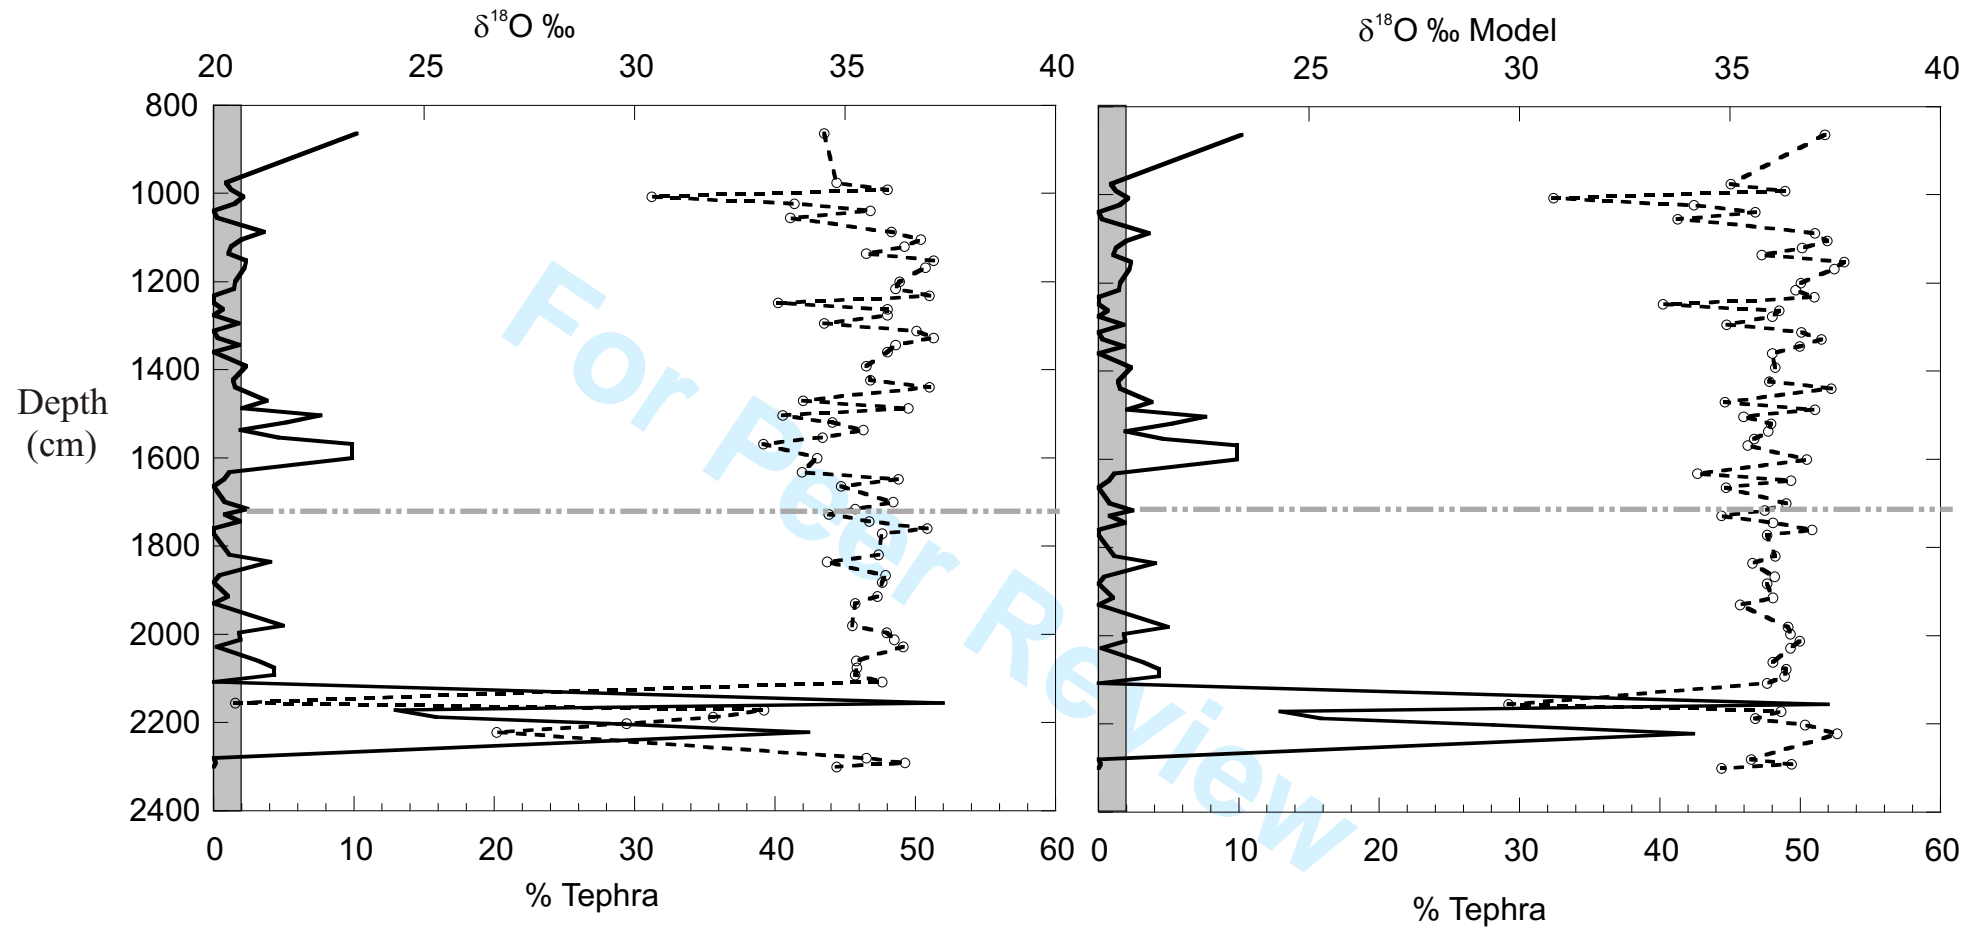 δ18O ‰
20 25 30 35 40
δ18O ‰ Model
25 30 35 40
800
1000
1200
1400
1600
1800
2000
2200
2400
Depth
(cm)
0 10 20 30 40 50 60
% Tephra
0 10 20 30 40 50 60
% Tephra
For Peer Review